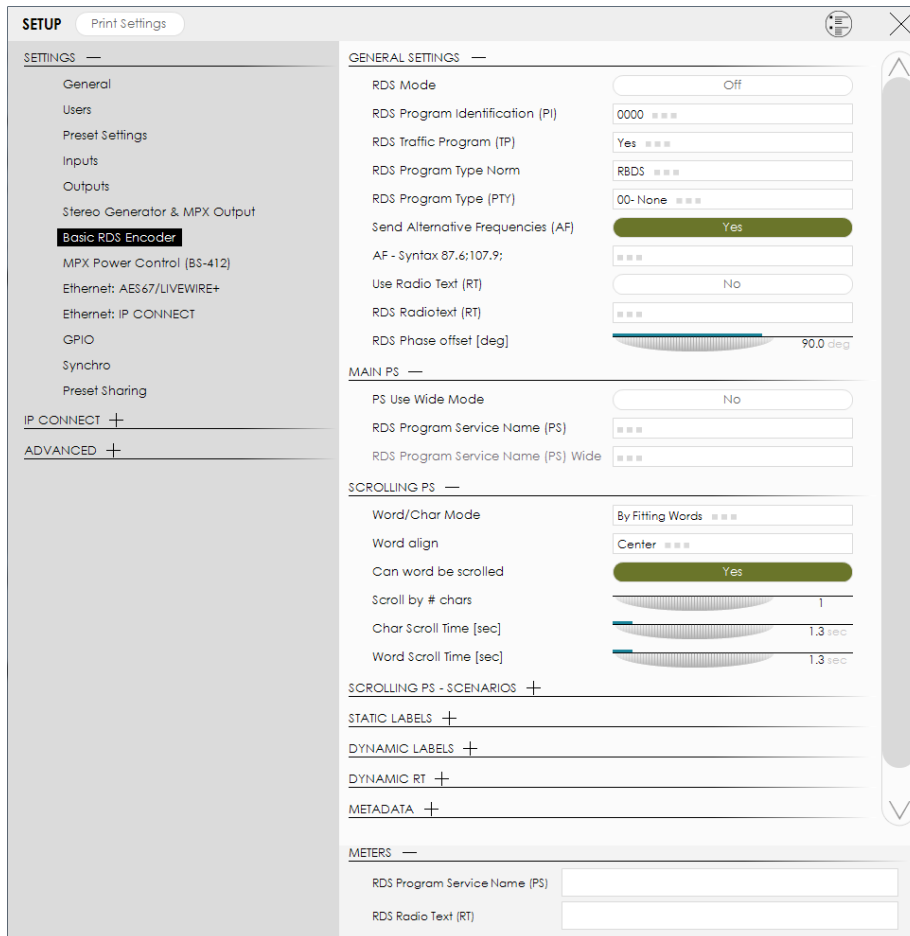 SETUP Print Settings
SETTINGS
General
Users
Preset Settings
Inputs
Outputs
Stereo Generator & MPX Output
Basic RDS Encoder
MPX Power Control (BS-412)
Ethernet: AES67/LIVEWIRE+
Ethernet: IP CONNECT
GPIO
Synchro
Preset Sharing
IP CONNECT
ADVANCED
GENERAL SETTINGS
RDS Mode Off
RDS Program Identification (PI) 0000
RDS Traffic Program (TP) Yes
RDS Program Type Norm RBDS
RDS Program Type (PTY) 00- None
Send Alternative Frequencies (AF) Yes
AF - Syntax 87.6;107.9;
Use Radio Text (RT) No
RDS Radiotext (RT)
RDS Phase offset [deg] 90.0 deg
MAIN PS
PS Use Wide Mode No
RDS Program Service Name (PS)
RDS Program Service Name (PS) Wide
SCROLLING PS
Word/Char Mode By Fitting Words
Word align Center
Can word be scrolled Yes
Scroll by # chars 1
Char Scroll Time [sec] 1.3 sec
Word Scroll Time [sec] 1.3 sec
SCROLLING PS - SCENARIOS
STATIC LABELS
DYNAMIC LABELS
DYNAMIC RT
METADATA
METERS
RDS Program Service Name (PS)
RDS Radio Text (RT)